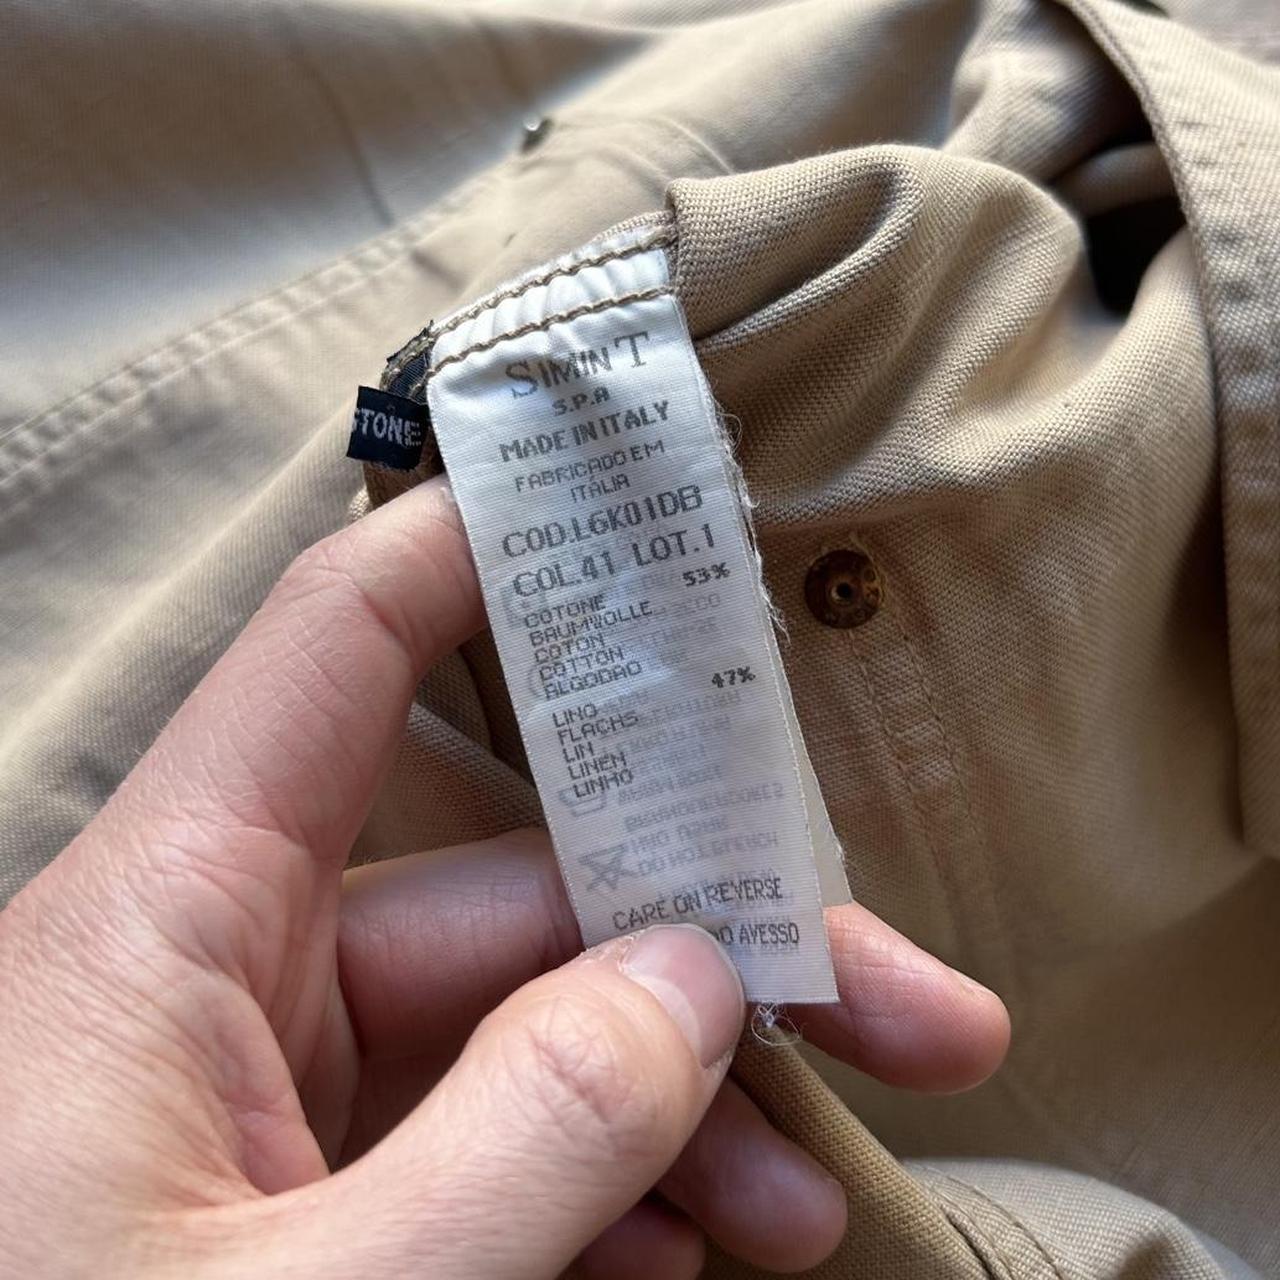 STONE
SIMINT
S.P.A
MADE IN ITALY
FABRICADO EM
ITÁLIA
COD.L6K01DB
COL.41 LOT.1
53%
COTONE
BAUMWOLLE
COTON
COTTON
ALGODAO
47%
LINO
FLACHS
LIN
LINEN
LINHO
CARE ON REVERSE
AVESSO